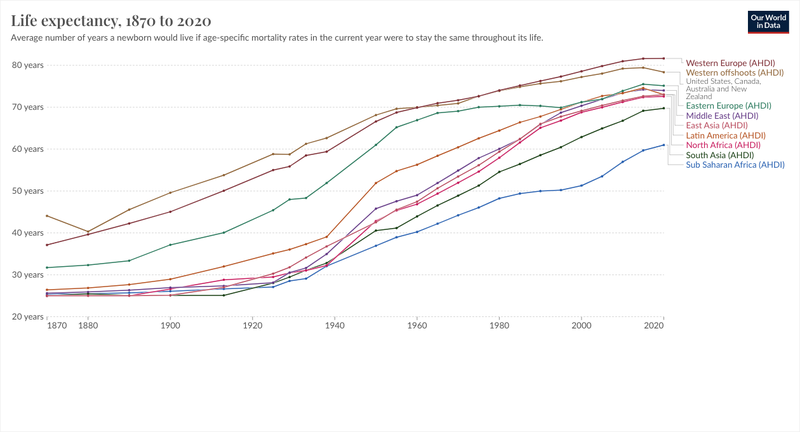 Life expectancy, 1870 to 2020
Average number of years a newborn would live if age-specific mortality rates in the current year were to stay the same throughout its life.
Our World
in Data
80 years
70 years
60 years
50 years
40 years
30 years
20 years
1870
1880
1900
1920
1940
1960
1980
2000
2020
Western Europe (AHDI)
Western offshoots (AHDI)
United States, Canada,
Australia and New
Zealand
Eastern Europe (AHDI)
Middle East (AHDI)
East Asia (AHDI)
Latin America (AHDI)
North Africa (AHDI)
South Asia (AHDI)
Sub Saharan Africa (AHDI)